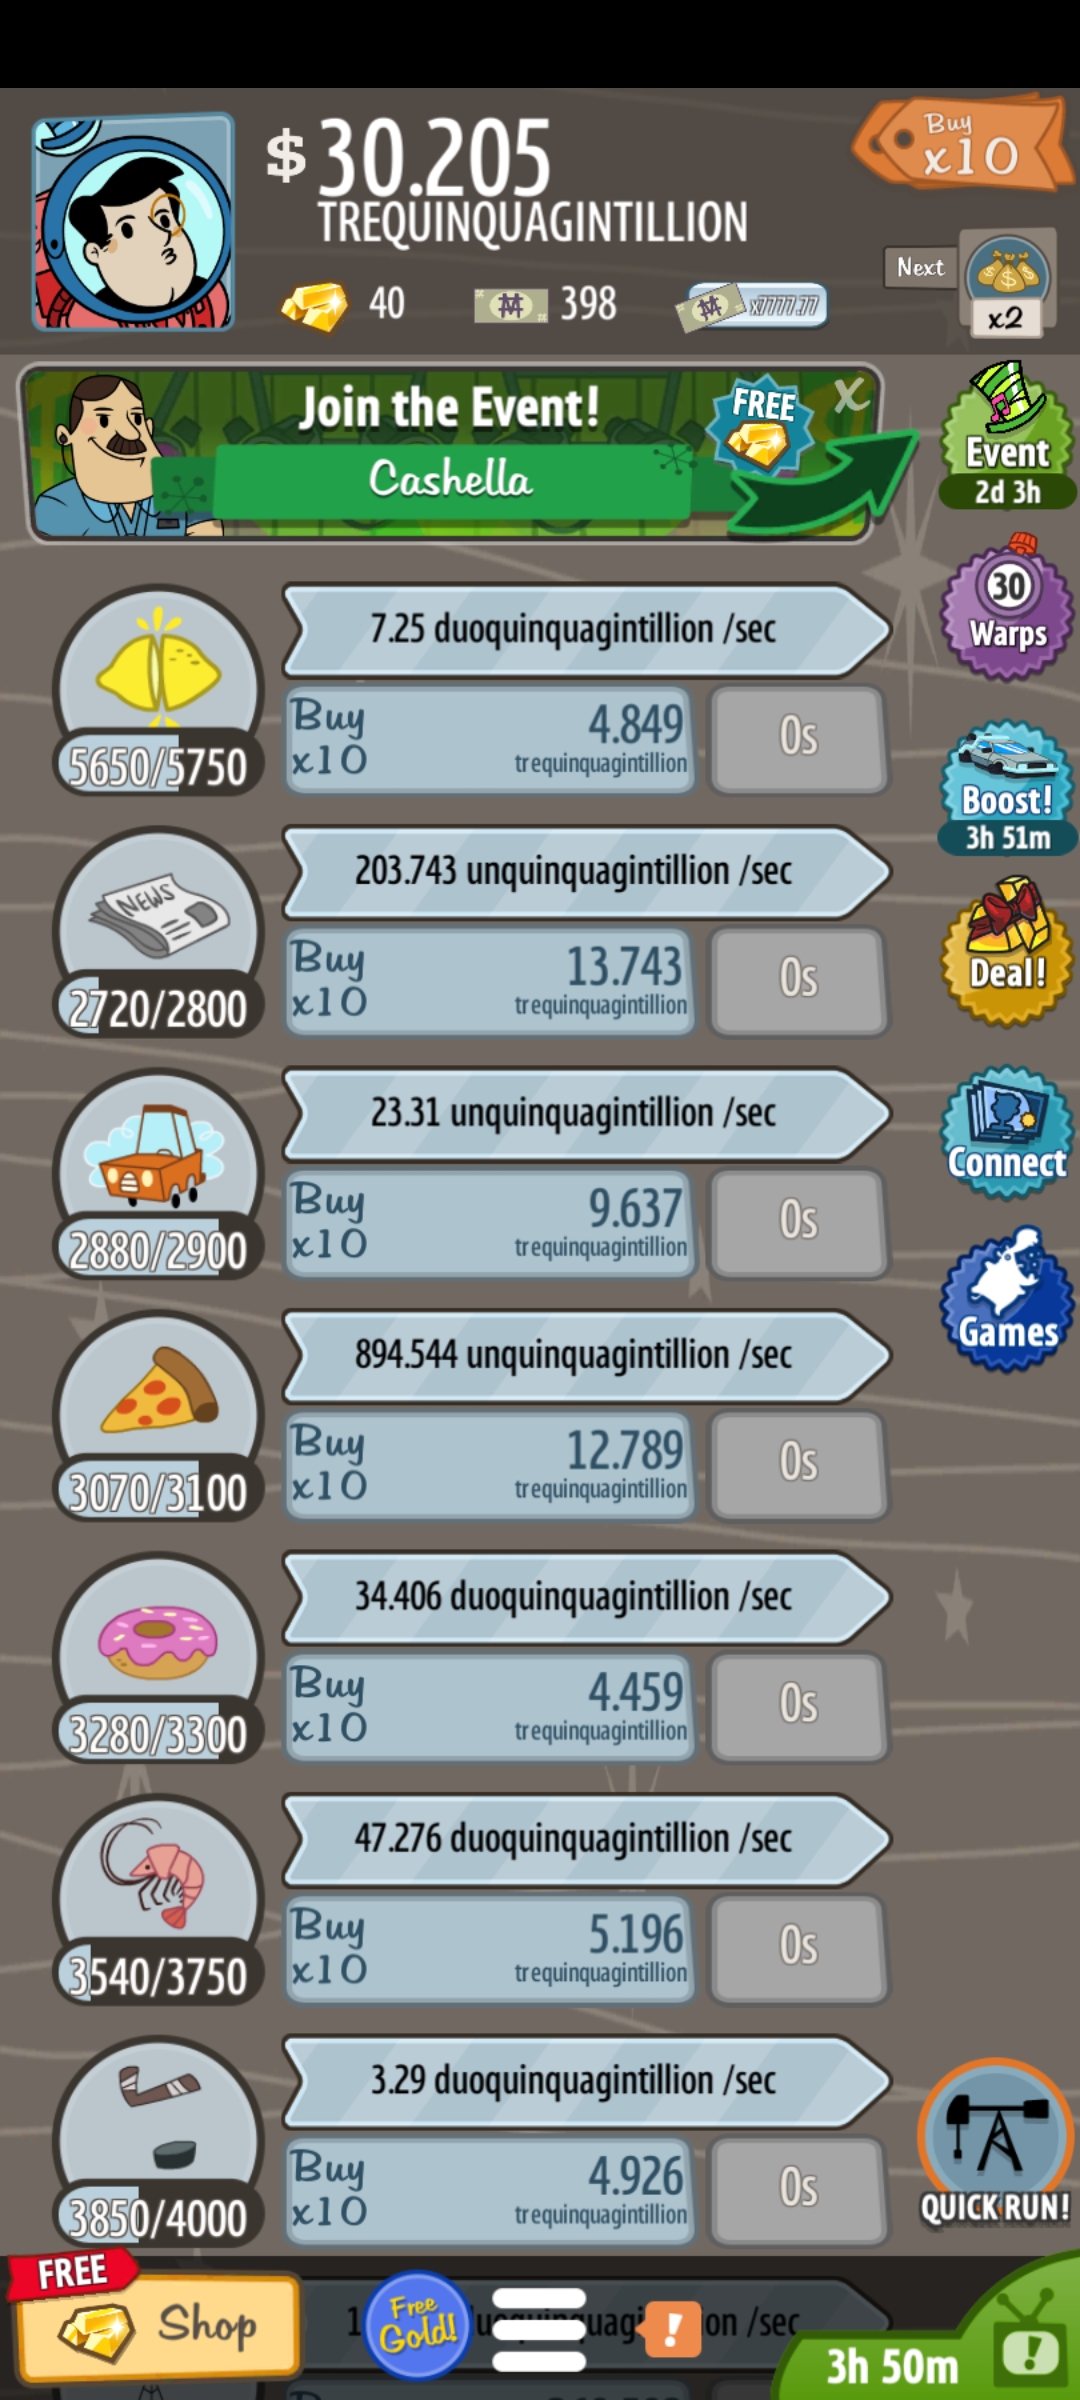 $ 30.205
TREQUINQUAGINTILLION
Buy
x10
40
398
x7777.77
Next
x2
Join the Event!
Cashella
FREE
X
Event
2d 3h
30
Warps
Boost!
3h 51m
Deal!
Connect
Games
7.25 duoquinquagintillion /sec
Buy
x10
4.849
trequinquagintillion
0s
5650/5750
203.743 unquinquagintillion /sec
NEWS
Buy
x10
13.743
trequinquagintillion
0s
2720/2800
23.31 unquinquagintillion /sec
Buy
x10
9.637
trequinquagintillion
0s
2880/2900
894.544 unquinquagintillion /sec
Buy
x10
12.789
trequinquagintillion
0s
3070/3100
34.406 duoquinquagintillion /sec
Buy
x10
4.459
trequinquagintillion
0s
3280/3300
47.276 duoquinquagintillion /sec
Buy
x10
5.196
trequinquagintillion
0s
3540/3750
3.29 duoquinquagintillion /sec
Buy
x10
4.926
trequinquagintillion
0s
3850/4000
QUICK RUN!
FREE
Shop
Free
Gold!
!
/sec
3h 50m
!